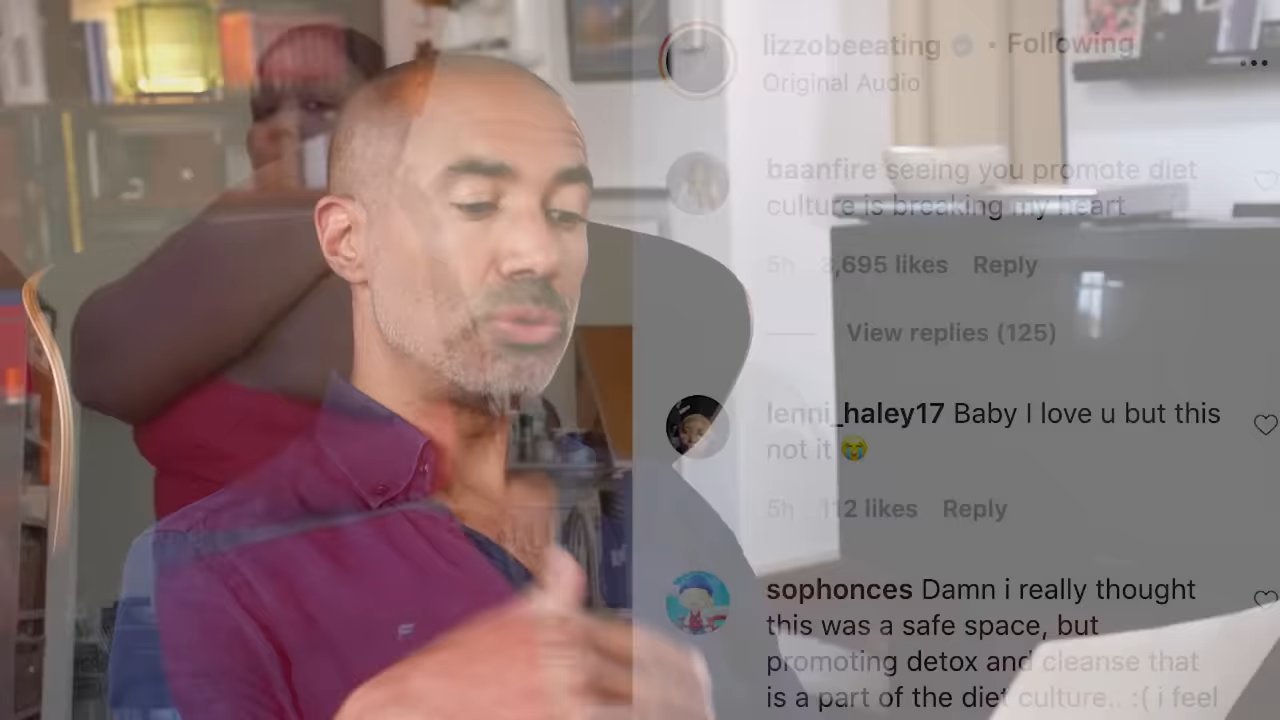 lizzobeeating • Following
Original Audio
baanfire seeing you promote diet
culture is breaking my heart
5h 3,695 likes Reply
View replies (125)
lenni_haley17 Baby I love u but this
not it 😭
5h 112 likes Reply
sophonces Damn i really thought
this was a safe space, but
promoting detox and cleanse that
is a part of the diet culture.. :( i feel